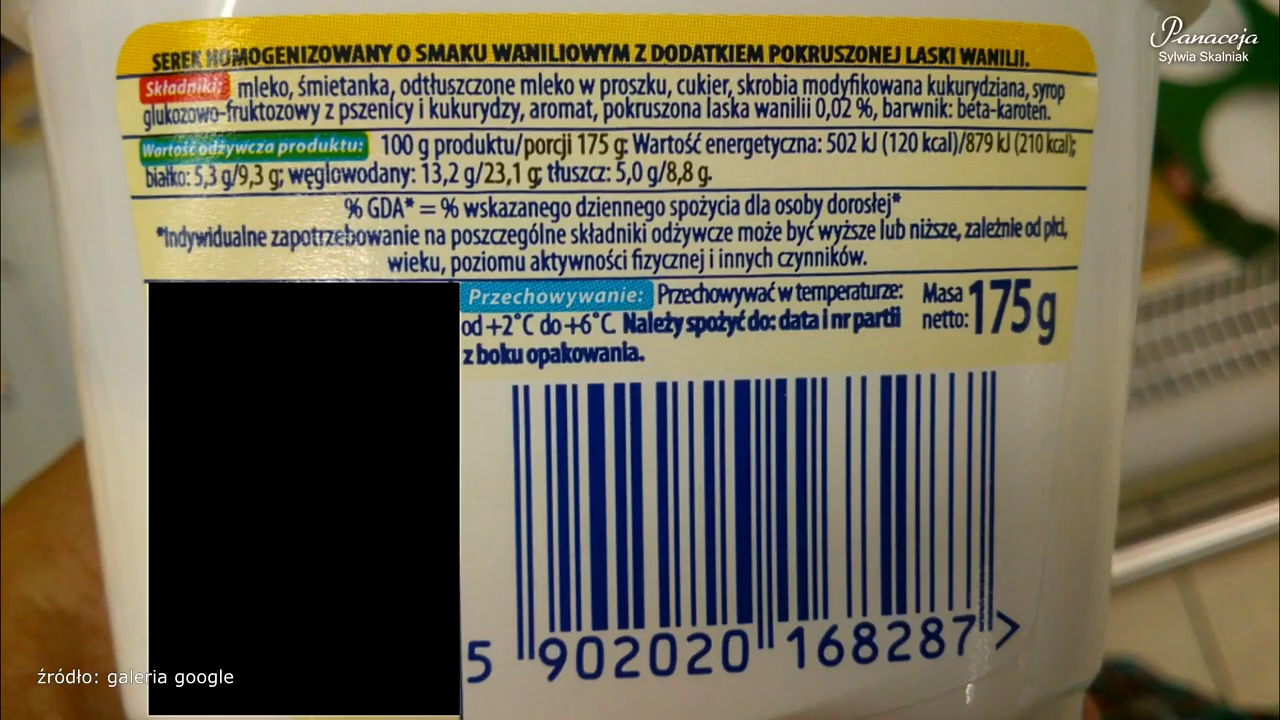 Panaceja
Sylwia Skalniak
SEREK HOMOGENIZOWANY O SMAKU WANILIOWYM Z DODATKIEM POKRUSZONEJ LASKI WANILII.
Składniki: mleko, śmietanka, odtłuszczone mleko w proszku, cukier, skrobia modyfikowana kukurydziana, syrop
glukozowo-fruktozowy z pszenicy i kukurydzy, aromat, pokruszona laska wanilii 0,02 %, barwnik: beta-karoten.
Wartość odżywcza produktu: 100 g produktu/porcji 175 g: Wartość energetyczna: 502 kJ (120 kcal)/879 kJ (210 kcal);
białko: 5,3 g/9,3 g; węglowodany: 13,2 g/23,1 g; tłuszcz: 5,0 g/8,8 g.
% GDA* = % wskazanego dziennego spożycia dla osoby dorosłej*
*Indywidualne zapotrzebowanie na poszczególne składniki odżywcze może być wyższe lub niższe, zależnie od płci,
wieku, poziomu aktywności fizycznej i innych czynników.
Przechowywanie: Przechowywać w temperaturze:
od +2°C do +6°C. Należy spożyć do: data i nr partii
z boku opakowania.
Masa
netto: 175 g
5 902020 168287 >
źródło: galeria google